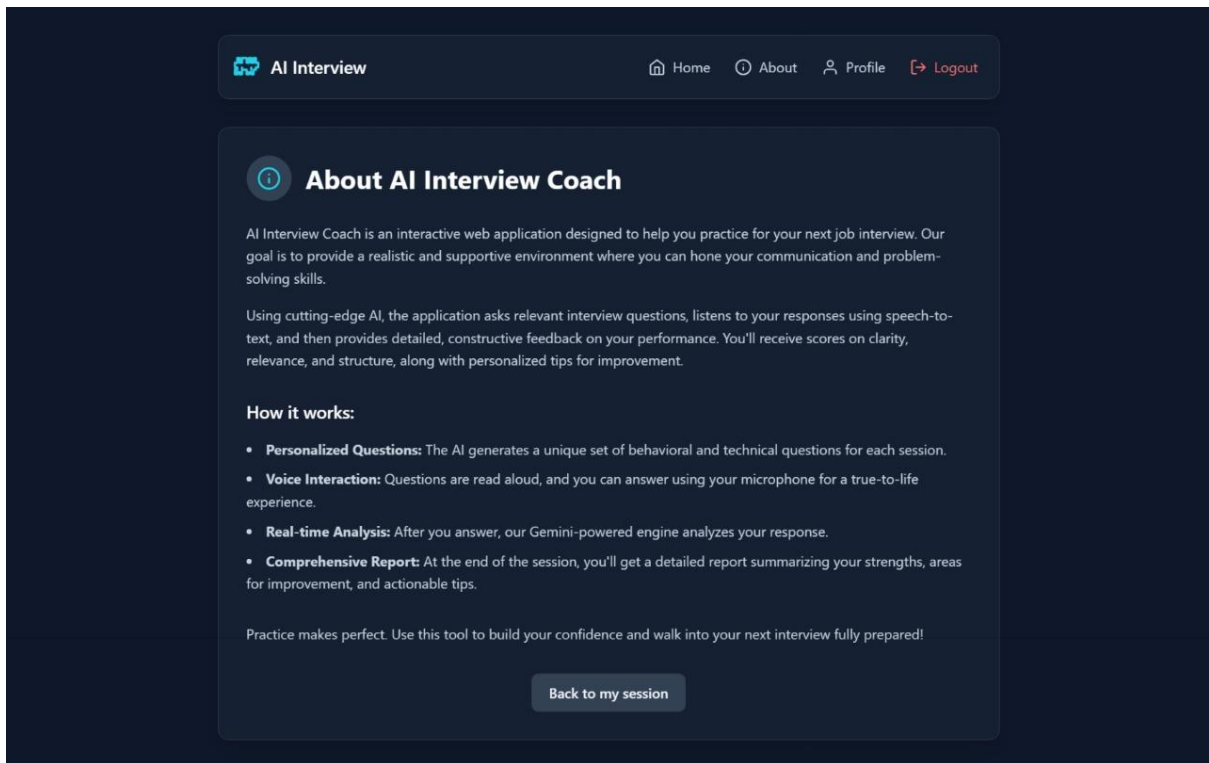 AI Interview
Home
About
Profile
Logout
About AI Interview Coach
AI Interview Coach is an interactive web application designed to help you practice for your next job interview. Our
goal is to provide a realistic and supportive environment where you can hone your communication and problem-
solving skills.
Using cutting-edge AI, the application asks relevant interview questions, listens to your responses using speech-to-
text, and then provides detailed, constructive feedback on your performance. You'll receive scores on clarity,
relevance, and structure, along with personalized tips for improvement.
How it works:
• Personalized Questions: The AI generates a unique set of behavioral and technical questions for each session.
• Voice Interaction: Questions are read aloud, and you can answer using your microphone for a true-to-life
experience.
• Real-time Analysis: After you answer, our Gemini-powered engine analyzes your response.
• Comprehensive Report: At the end of the session, you'll get a detailed report summarizing your strengths, areas
for improvement, and actionable tips.
Practice makes perfect. Use this tool to build your confidence and walk into your next interview fully prepared!
Back to my session